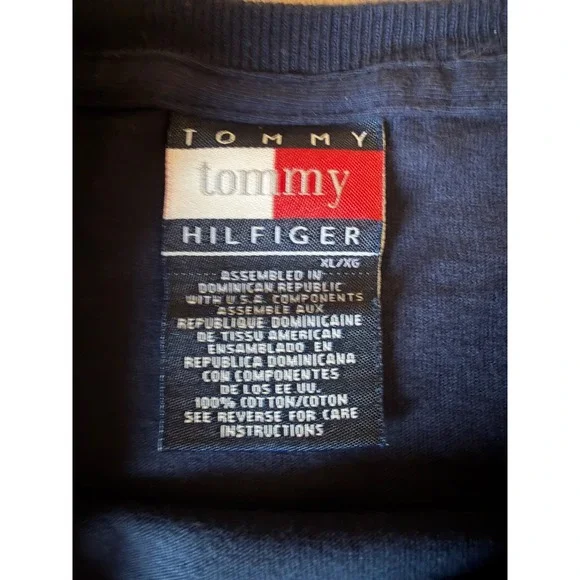 TOMMY
tommy
HILFIGER
XL/XG
ASSEMBLED IN
DOMINICAN REPUBLIC
WITH U.S.A. COMPONENTS
ASSEMBLE AUX
REPUBLIQUE DOMINICAINE
DE TISSU AMERICAN
ENSAMBLADO EN
REPUBLICA DOMINICANA
CON COMPONENTES
DE LOS EE.UU.
100% COTTON/COTON
SEE REVERSE FOR CARE
INSTRUCTIONS